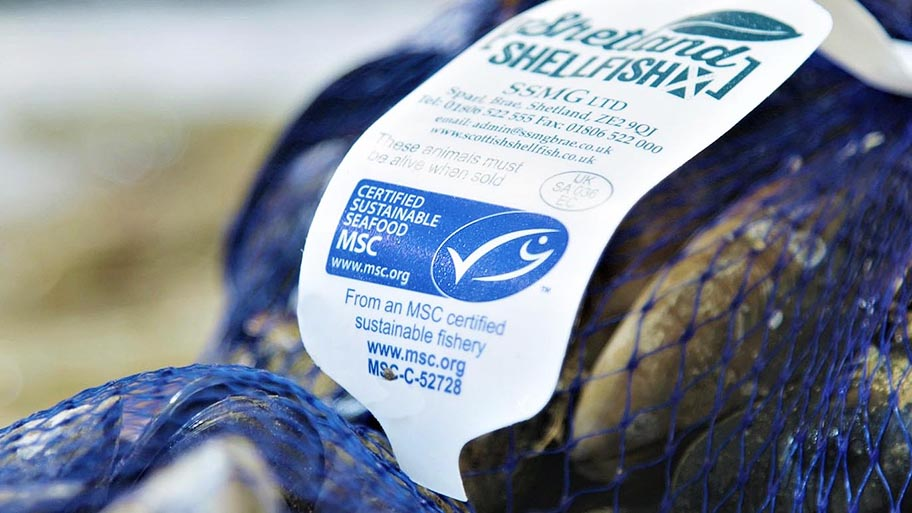 Shetland
SHELLFISH
SSMG LTD
Sparl, Brae, Shetland, ZE2 9QJ
Tel: 01806 522 555 Fax: 01806 522 000
email: admin@ssmgbrae.co.uk
www.scottishshellfish.co.uk
These animals must
be alive when sold
UK
SA 036
EC
CERTIFIED
SUSTAINABLE
SEAFOOD
MSC
www.msc.org
TM
From an MSC certified
sustainable fishery
www.msc.org
MSC-C-52728